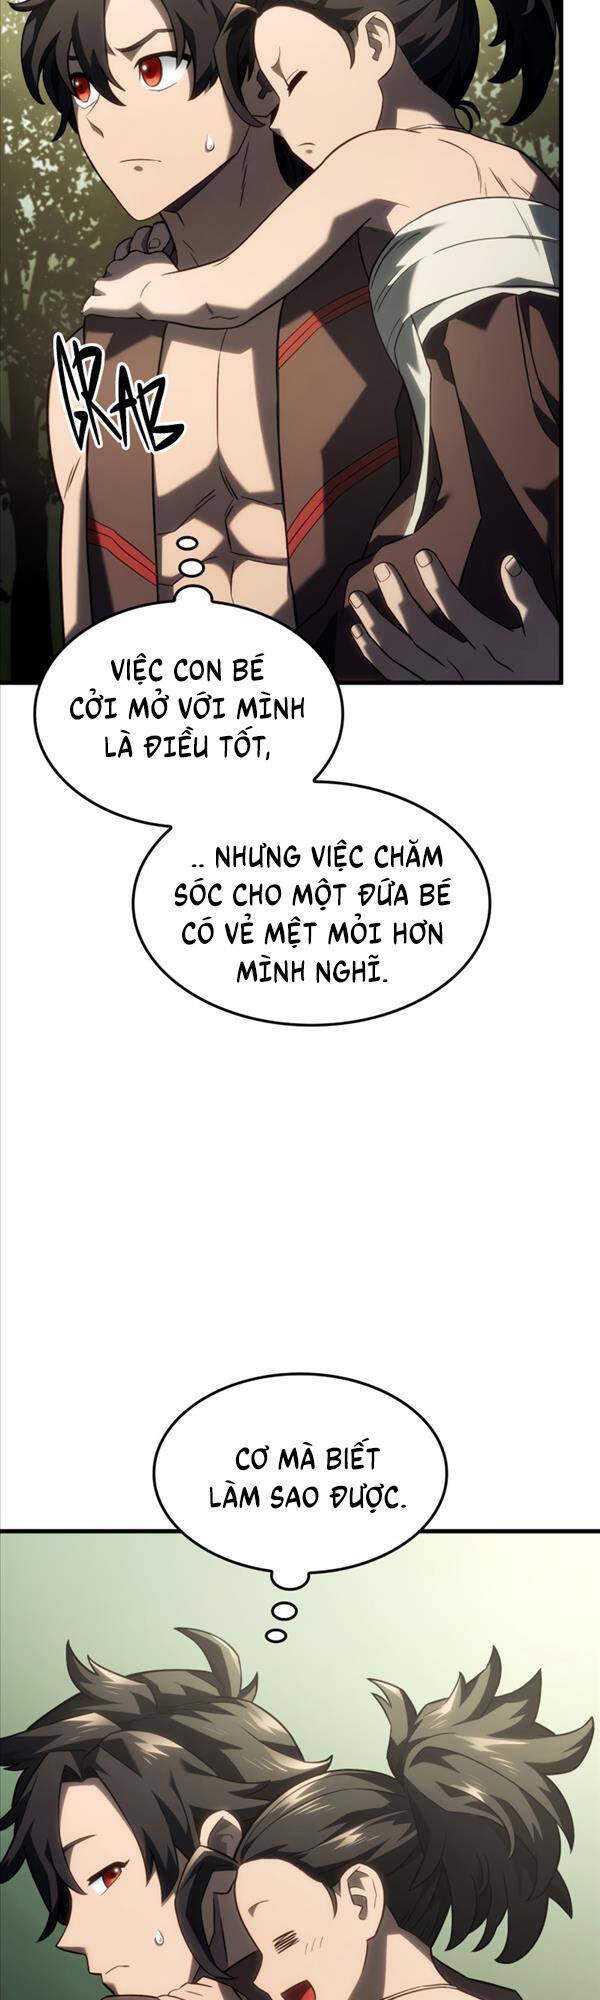 GRAB
VIỆC CON BÉ
CỞI MỞ VỚI MÌNH
LÀ ĐIỀU TỐT,
.. NHƯNG VIỆC CHĂM
SÓC CHO MỘT ĐỨA BÉ
CÓ VẺ MỆT MỎI HƠN
MÌNH NGHĨ.
CƠ MÀ BIẾT
LÀM SAO ĐƯỢC.